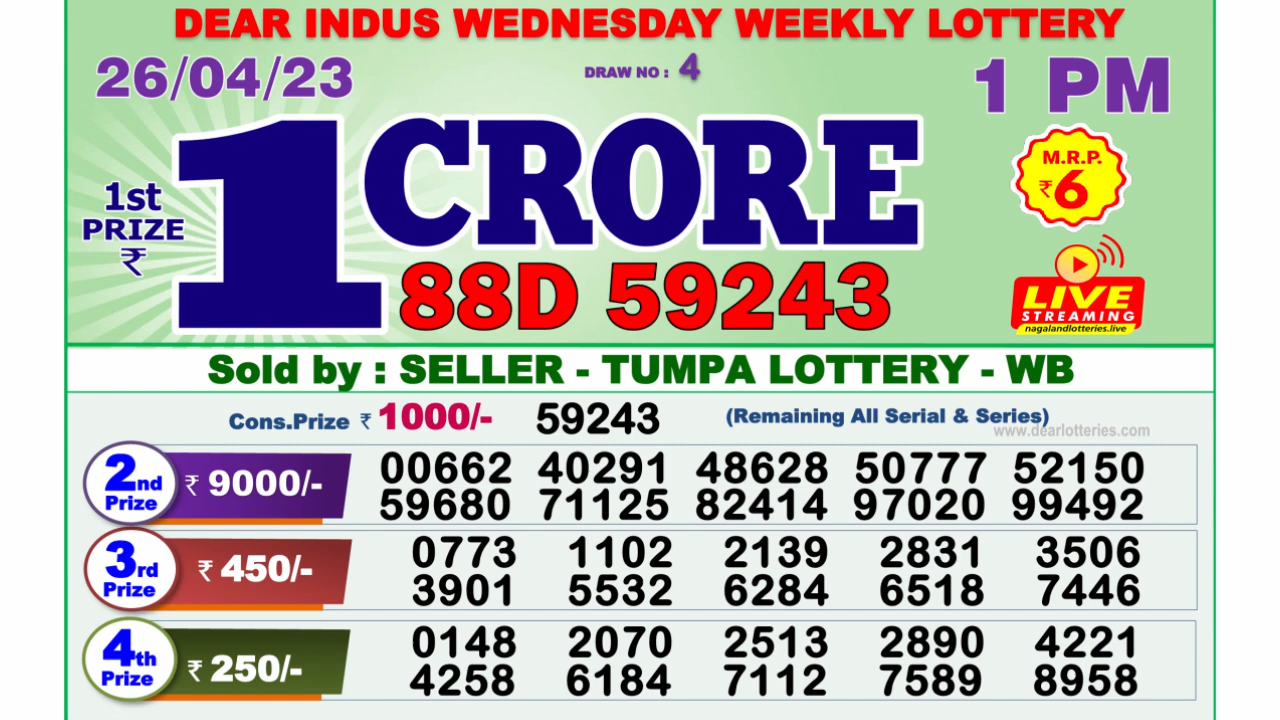 DEAR INDUS WEDNESDAY WEEKLY LOTTERY
26/04/23 DRAW NO : 4 1 PM
1st PRIZE ₹ 1 CRORE
M.R.P. ₹6
88D 59243
LIVE
STREAMING
nagalandlotteries.live
Sold by : SELLER - TUMPA LOTTERY - WB
Cons.Prize ₹ 1000/- 59243 (Remaining All Serial & Series)
www.dearlotteries.com
2nd Prize ₹ 9000/-
00662 40291 48628 50777 52150
59680 71125 82414 97020 99492
3rd Prize ₹ 450/-
0773 1102 2139 2831 3506
3901 5532 6284 6518 7446
4th Prize ₹ 250/-
0148 2070 2513 2890 4221
4258 6184 7112 7589 8958